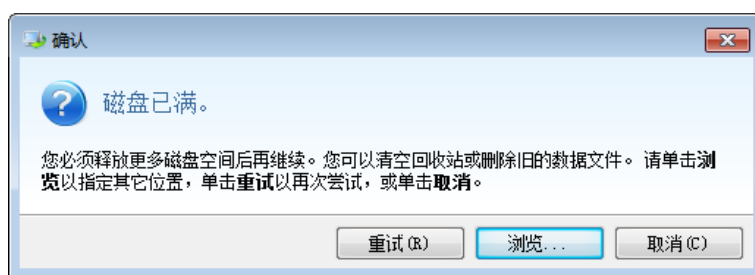 确认
磁盘已满。
您必须释放更多磁盘空间后再继续。您可以清空回收站或删除旧的数据文件。 请单击浏
览以指定其它位置，单击重试以再次尝试，或单击取消。
重试(R) 浏览... 取消(C)